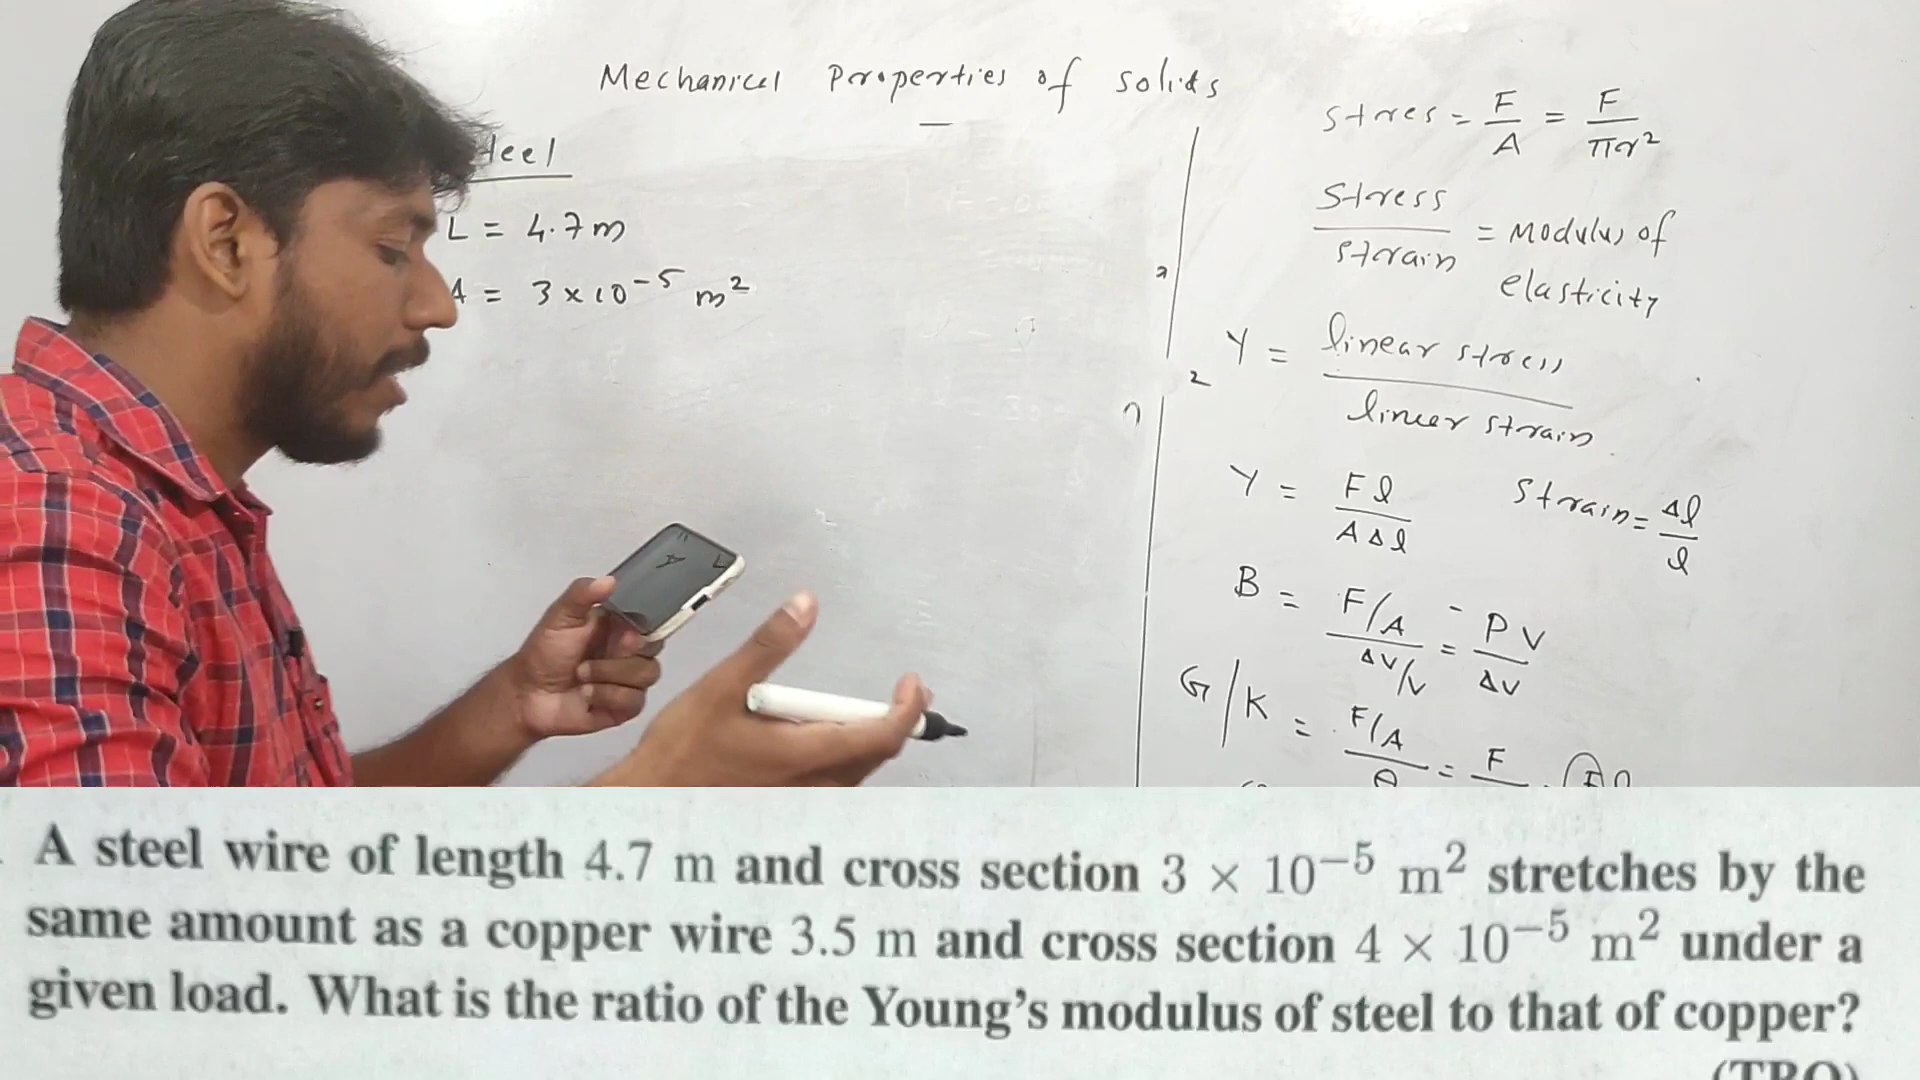 Mechanical Properties of solids
teel
L = 4.7 m
A = 3 × 10⁻⁵ m²
stres = F/A = F/πr²
Stress/strain = Modulus of elasticity
Y = linear stress/linear strain
Y = Fl/AΔl
Strain = Δl/l
B = F/A/ΔV/V = - PV/ΔV
G/K = F/A/θ = F
A steel wire of length 4.7 m and cross section 3 × 10⁻⁵ m² stretches by the
same amount as a copper wire 3.5 m and cross section 4 × 10⁻⁵ m² under a
given load. What is the ratio of the Young's modulus of steel to that of copper?